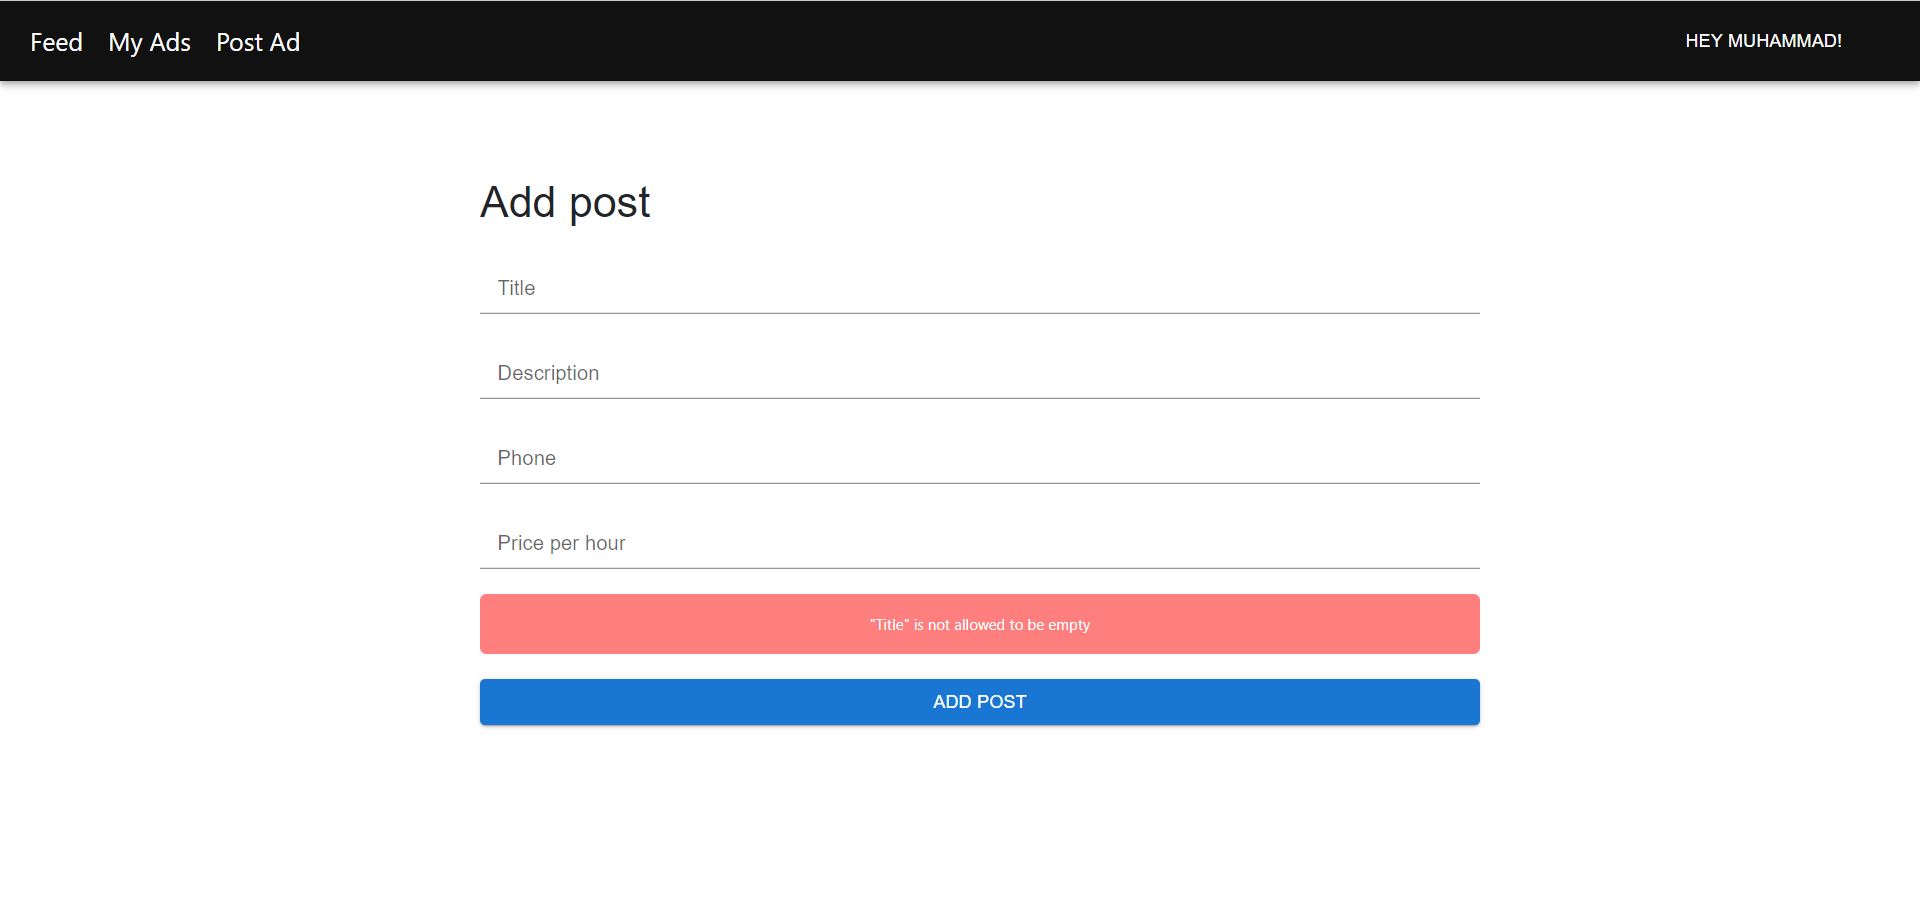 Feed My Ads Post Ad HEY MUHAMMAD!
Add post
Title
Description
Phone
Price per hour
"Title" is not allowed to be empty
ADD POST